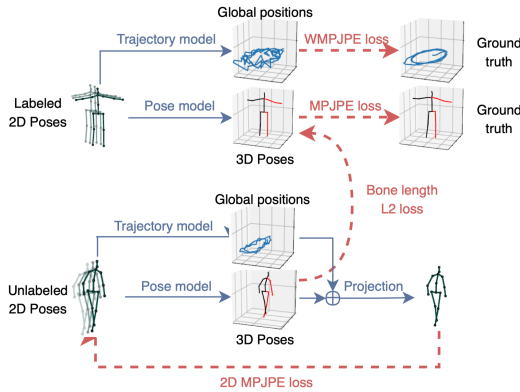 Global positions
Trajectory model
WMPJPE loss
Ground
truth
Labeled
2D Poses
Pose model
MPJPE loss
Ground
truth
3D Poses
Bone length
L2 loss
Global positions
Trajectory model
Unlabeled
2D Poses
Pose model
Projection
3D Poses
2D MPJPE loss